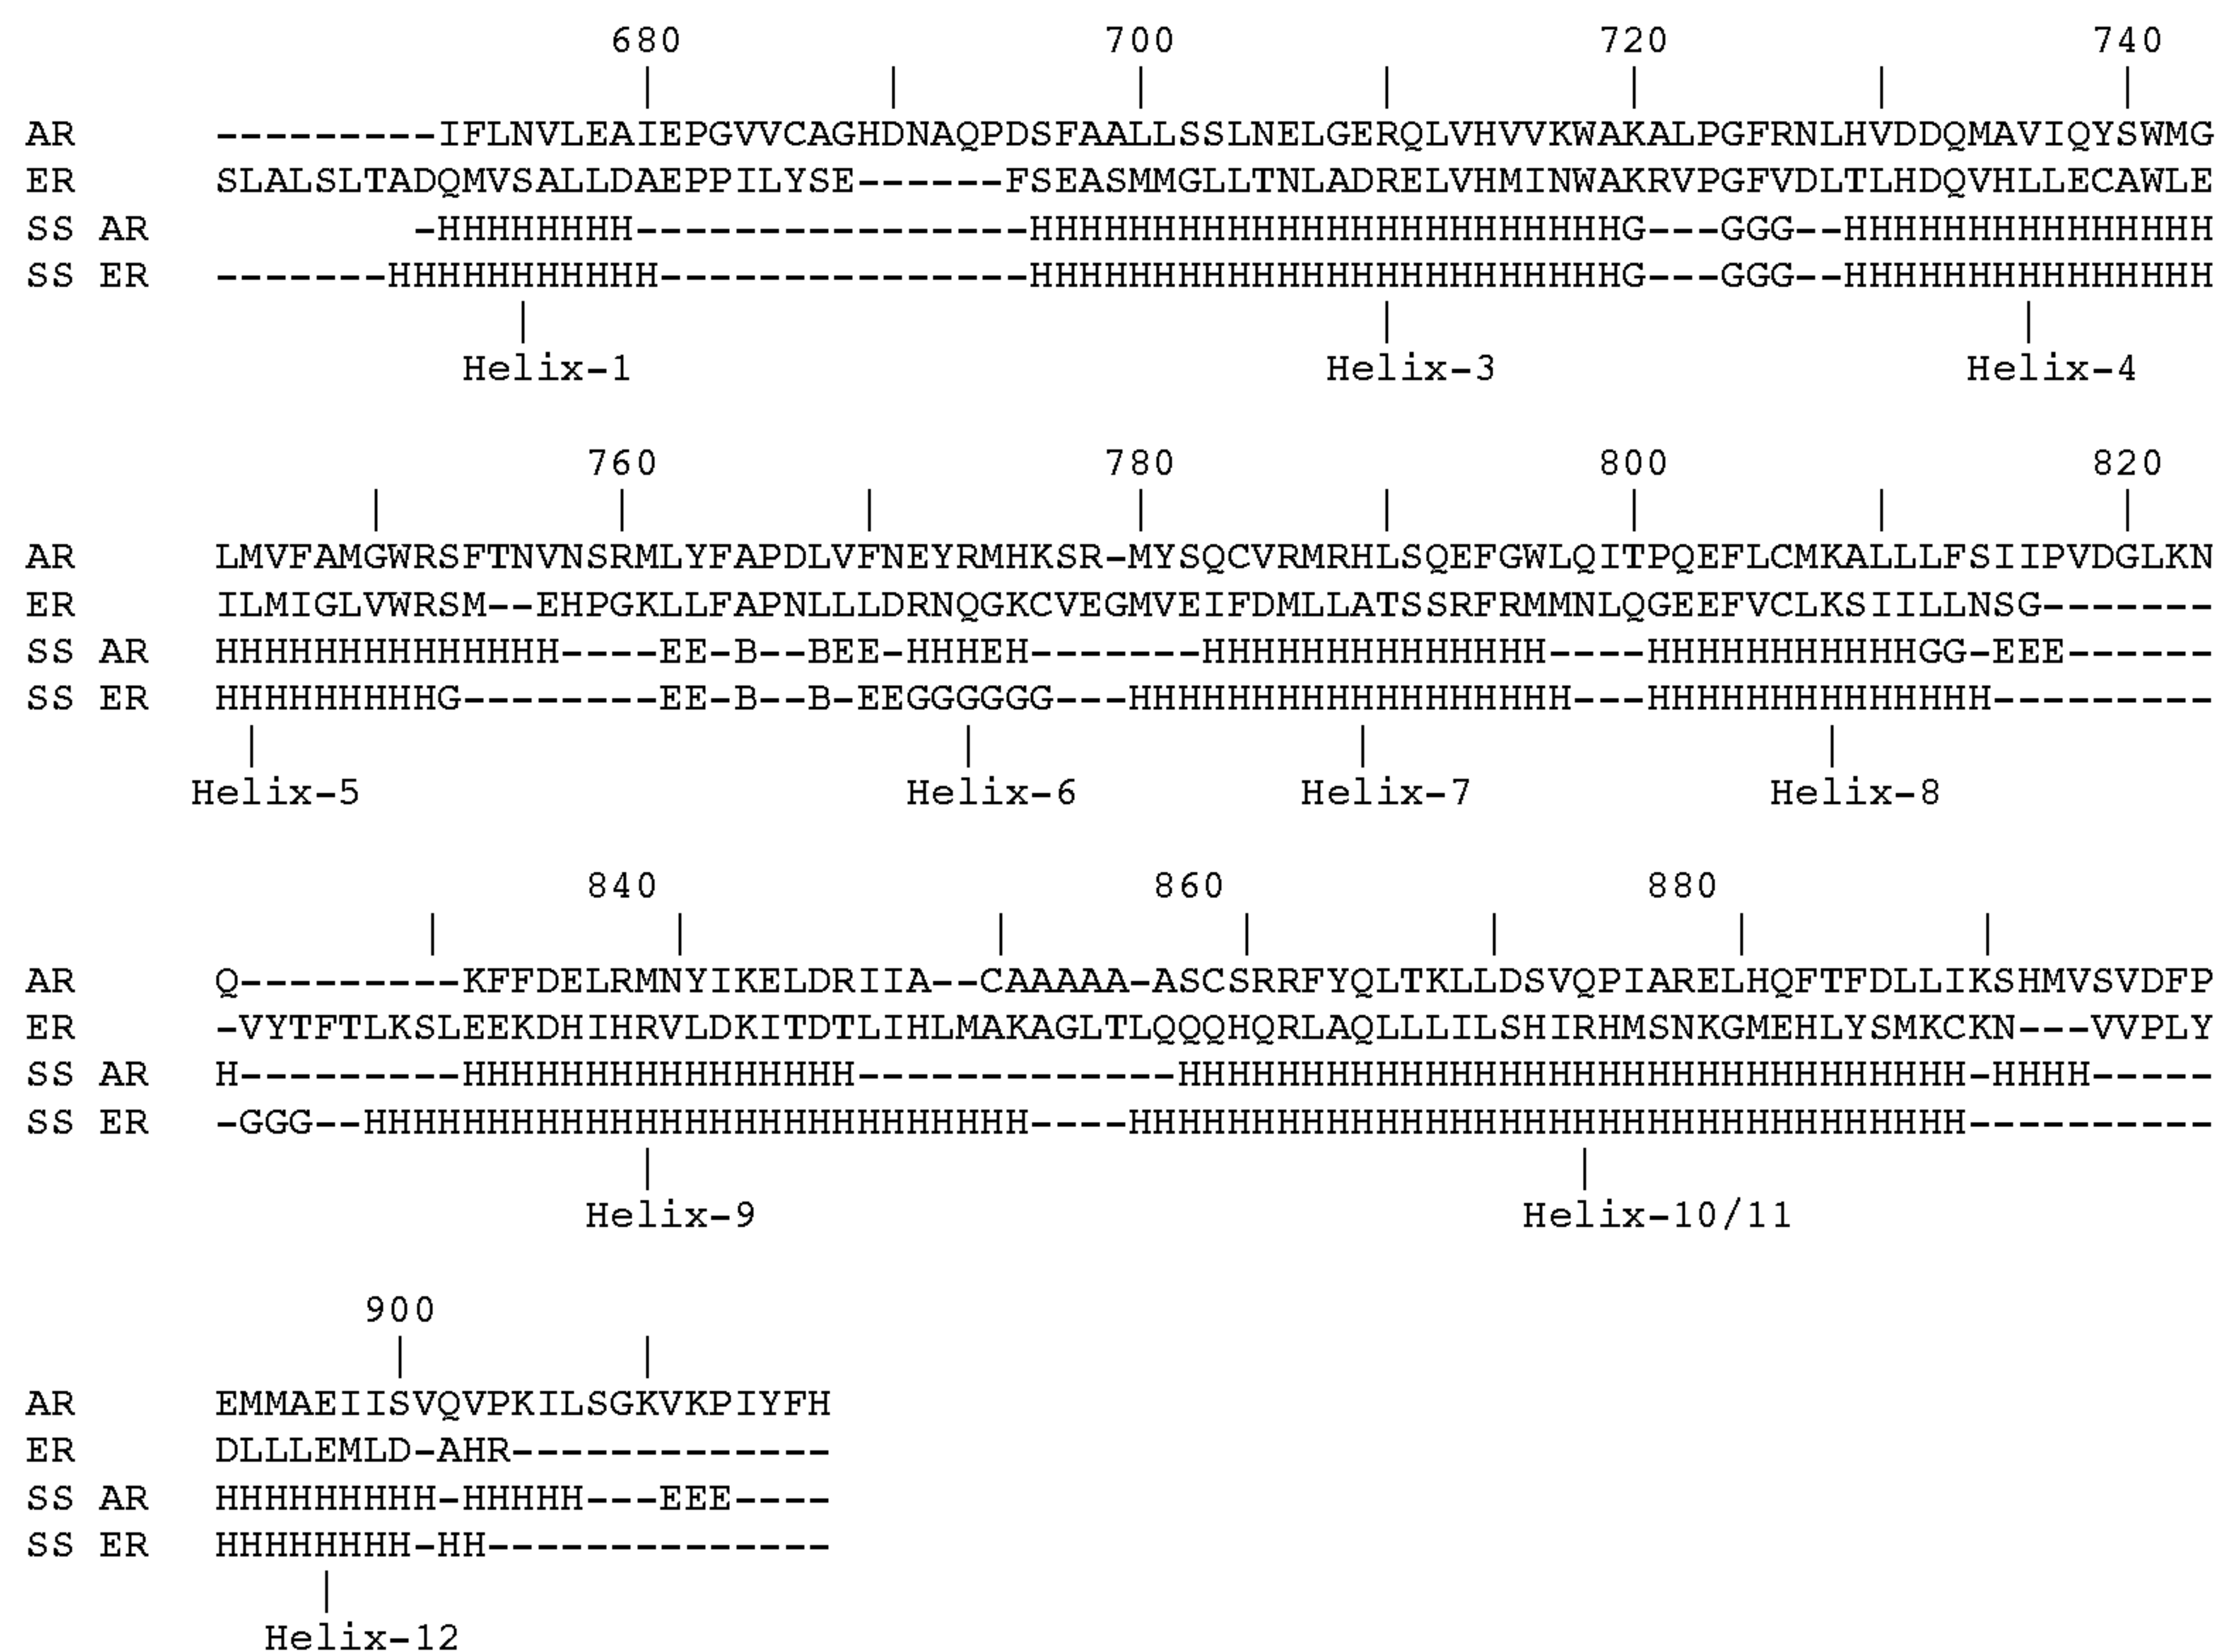 680 700 720 740
| | | | | | |
AR ---------IFLNVLEAIEPGVVCAGHDNAQPDSFAALLSSLNELGERQLVHVVKWAKALPGFRNLHVDDQMAVIQYSWMG
ER SLALSLTADQMVSALLDAEPPILYSE------FSEASMMGLLTNLADRELVHMINWAKRVPGFVDLTLHDQVHLLECAWLE
SS AR -HHHHHHHH----------------HHHHHHHHHHHHHHHHHHHHHHHHG---GGG--HHHHHHHHHHHHHHH
SS ER -------HHHHHHHHHHH---------------HHHHHHHHHHHHHHHHHHHHHHHHG---GGG--HHHHHHHHHHHHHHH
| | |
Helix-1 Helix-3 Helix-4
760 780 800 820
| | | | | | | |
AR LMVFAMGWRSFTNVNSRMLYFAPDLVFNEYRMHKSR-MYSQCVRMRHLSQEFGWLQITPQEFLCMKALLLFSIIPVDGLKN
ER ILMIGLVWRSM--EHPGKLLFAPNLLLDRNQGKCVEGMVEIFDMLLATSSRFRMMNLQGEEFVCLKSIILLNSG-------
SS AR HHHHHHHHHHHHHH----EE-B--BEE-HHHEH-------HHHHHHHHHHHHHH----HHHHHHHHHHHGG-EEE------
SS ER HHHHHHHHHG--------EE-B--B-EEGGGGGG---HHHHHHHHHHHHHHHHHH---HHHHHHHHHHHHHH---------
| | | |
Helix-5 Helix-6 Helix-7 Helix-8
840 860 880
| | | | | | |
AR Q---------KFFDELRMNYIKELDRIIA--CAAAAA-ASCSRRFYQLTKLLDSVQPIARELHQFTFDLLIKSHMVSVDFP
ER -VYTFTLKSLEEKDHIHRVLDKITDTLIHLMAKAGLTLQQQHQRLAQLLLILSHIRHMSNKGMEHLYSMKCKN---VVPLY
SS AR H---------HHHHHHHHHHHHHHHH-------------HHHHHHHHHHHHHHHHHHHHHHHHHHHHHHHH-HHHH-----
SS ER -GGG--HHHHHHHHHHHHHHHHHHHHHHHHHHH----HHHHHHHHHHHHHHHHHHHHHHHHHHHHHHHHHH----------
| |
Helix-9 Helix-10/11
900
| |
AR EMMAEIISVQVPKILSGKVKPIYFH
ER DLLLEMLD-AHR-------------
SS AR HHHHHHHHH-HHHHH---EEE----
SS ER HHHHHHHH-HH--------------
|
Helix-12